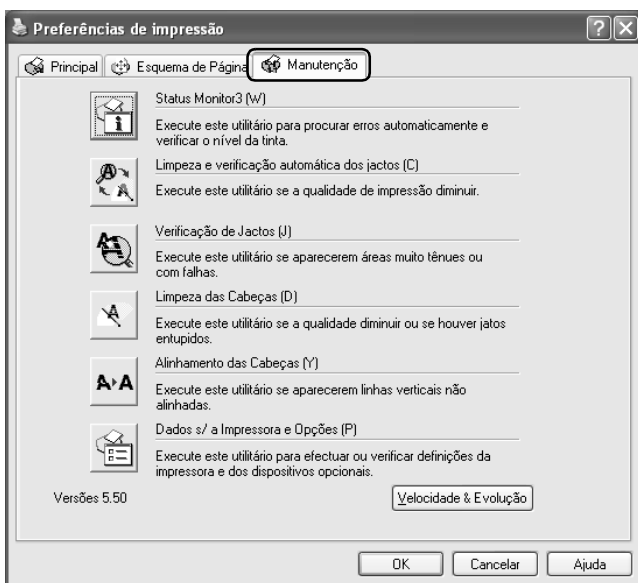 Preferências de impressão
Principal
Esquema de Página
Manutenção
Status Monitor3 (W)
Execute este utilitário para procurar erros automaticamente e
verificar o nível da tinta.
Limpeza e verificação automática dos jactos (C)
Execute este utilitário se a qualidade de impressão diminuir.
Verificação de Jactos (J)
Execute este utilitário se aparecerem áreas muito tênues ou
com falhas.
Limpeza das Cabeças (D)
Execute este utilitário se a qualidade diminuir ou se houver jatos
entupidos.
Alinhamento das Cabeças (Y)
Execute este utilitário se aparecerem linhas verticais não
alinhadas.
Dados s/ a Impressora e Opções (P)
Execute este utilitário para efectuar ou verificar definições da
impressora e dos dispositivos opcionais.
Versões 5.50
Velocidade & Evolução
OK
Cancelar
Ajuda